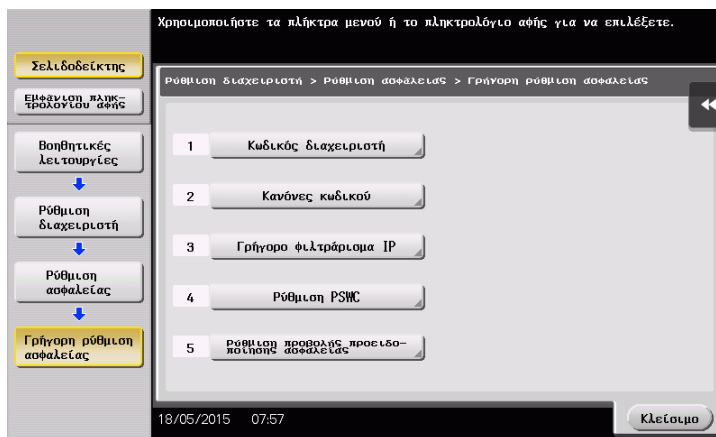 Χρησιμοποιήστε τα πλήκτρα μενού ή το πληκτρολόγιο αφής για να επιλέξετε.
Σελιδοδείκτης
Εμφάνιση πληκ-
τρολογίου αφής
Βοηθητικές
λειτουργίες
Ρύθμιση
διαχειριστή
Ρύθμιση
ασφαλείας
Γρήγορη ρύθμιση
ασφαλείας
Ρύθμιση διαχειριστή > Ρύθμιση ασφάλειας > Γρήγορη ρύθμιση ασφαλείας
1 Κωδικός διαχειριστή
2 Κανόνες κωδικού
3 Γρήγορο φιλτράρισμα IP
4 Ρύθμιση PSWC
5 Ρύθμιση προβολής προειδο-
ποίησης ασφαλείας
18/05/2015 07:57
Κλείσιμο